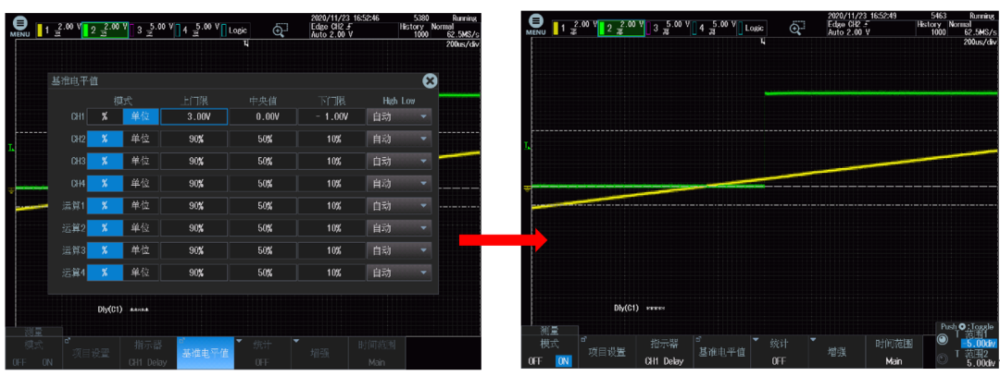 MENU 1 2.00 V 2 2.00 V 3 5.00 V 4 5.00 V Logic
2020/11/23 16:52:46 5380 Running
Edge CH2 History Normal
Auto 2.00 V 1000 62.5MS/s
200us/div
基准电平值
模式 上门限 中央值 下门限 High Low
CH1 % 单位 3.00V 0.00V - 1.00V 自动
CH2 % 单位 90% 50% 10% 自动
CH3 % 单位 90% 50% 10% 自动
CH4 % 单位 90% 50% 10% 自动
运算1 % 单位 90% 50% 10% 自动
运算2 % 单位 90% 50% 10% 自动
运算3 % 单位 90% 50% 10% 自动
运算4 % 单位 90% 50% 10% 自动
Dly(C1) *****
测量
模式 项目设置 指示器 基准电平值 统计 增强 时间范围
OFF ON CH1 Delay OFF Main
MENU 1 2.00 V 2 2.00 V 3 5.00 V 4 5.00 V Logic
2020/11/23 16:52:49 5463 Running
Edge CH2 History Normal
Auto 2.00 V 1000 62.5MS/s
200us/div
Dly(C1) *****
测量
模式 项目设置 指示器 基准电平值 统计 增强 时间范围
OFF ON CH1 Delay OFF Main
Push :Toggle
T 范围1
-5.00div
T 范围2
5.00div